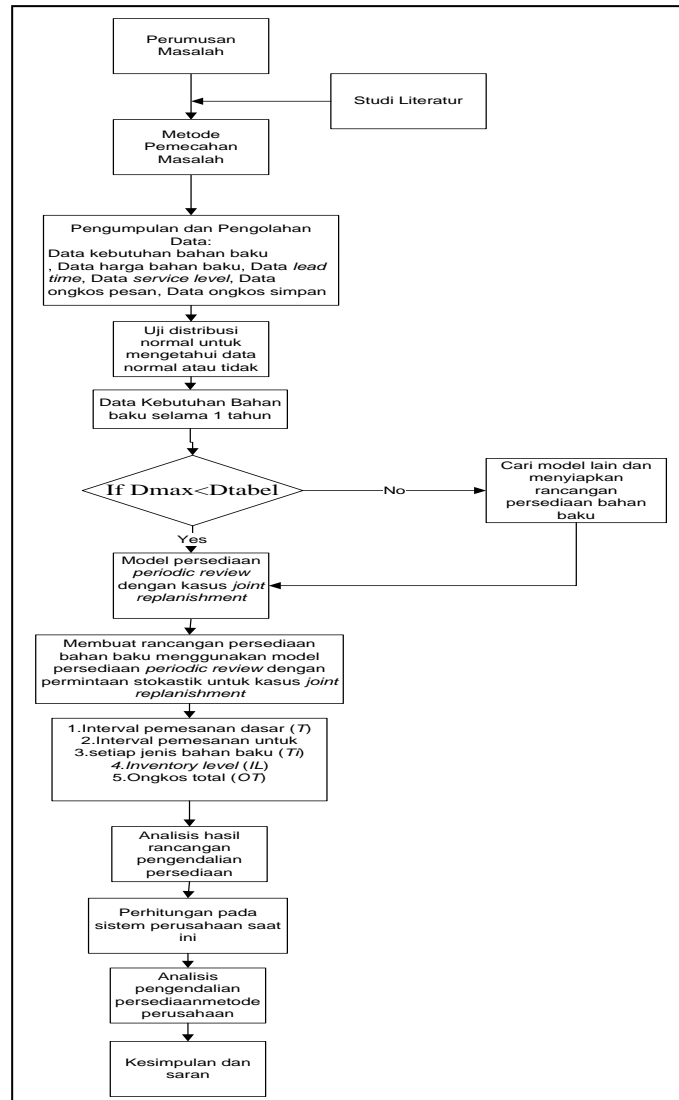 Perumusan
Masalah
Studi Literatur
Metode
Pemecahan
Masalah
Pengumpulan dan Pengolahan
Data:
Data kebutuhan bahan baku
, Data harga bahan baku, Data lead
time, Data service level, Data
ongkos pesan, Data ongkos simpan
Uji distribusi
normal untuk
mengetahui data
normal atau tidak
Data Kebutuhan Bahan
baku selama 1 tahun
If Dmax<Dtabel
No
Cari model lain dan
menyiapkan
rancangan
persediaan bahan
baku
Yes
Model persediaan
periodic review
dengan kasus joint
replanishment
Membuat rancangan persediaan
bahan baku menggunakan model
persediaan periodic review dengan
permintaan stokastik untuk kasus joint
replanishment
1.Interval pemesanan dasar (T)
2.Interval pemesanan untuk
3.setiap jenis bahan baku (Ti)
4.Inventory level (IL)
5.Ongkos total (OT)
Analisis hasil
rancangan
pengendalian
persediaan
Perhitungan pada
sistem perusahaan saat
ini
Analisis
pengendalian
persediaanmetode
perusahaan
Kesimpulan dan
saran